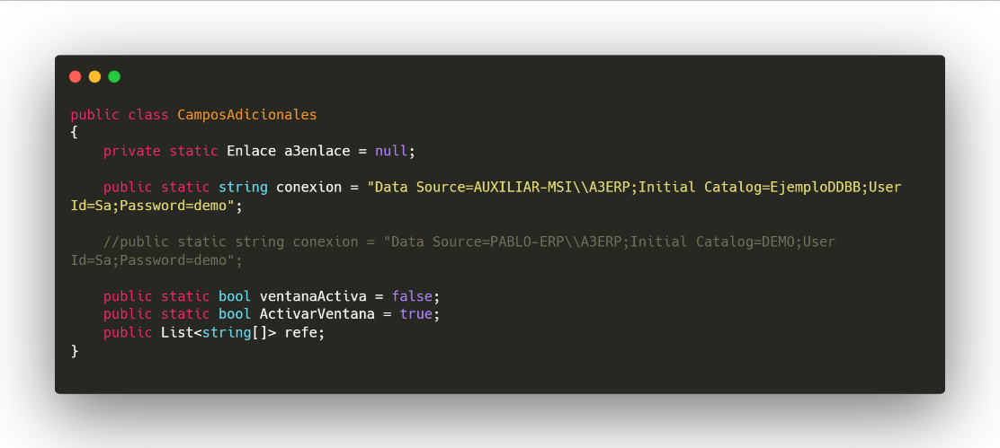 public class CamposAdicionales
{
    private static Enlace a3enlace = null;
    public static string conexion = "Data Source=AUXILIAR-MSI\\A3ERP;Initial Catalog=EjemploDDBB;User
Id=Sa;Password=demo";
    //public static string conexion = "Data Source=PABLO-ERP\\A3ERP;Initial Catalog=DEMO;User
Id=Sa;Password=demo";
    public static bool ventanaActiva = false;
    public static bool ActivarVentana = true;
    public List<string[]> refe;
}